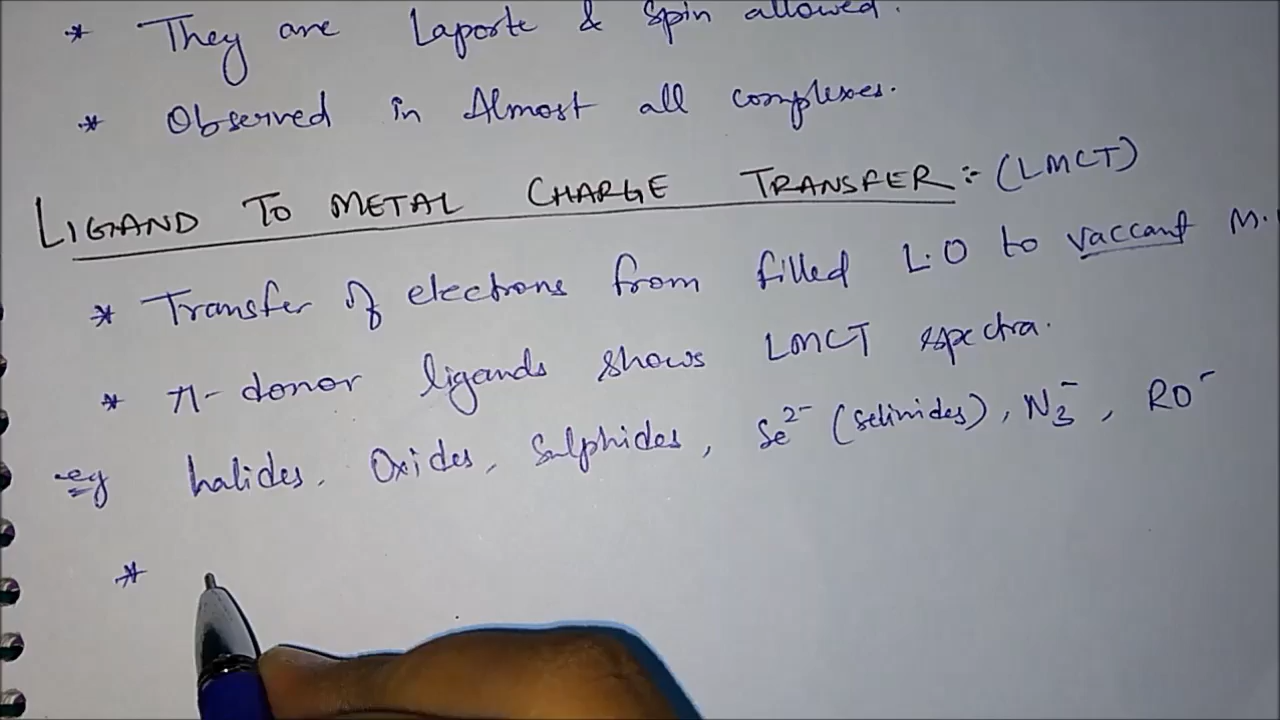 * They are Laporte & Spin allowed.
* Observed in Almost all complexes.
LIGAND TO METAL CHARGE TRANSFER:- (LMCT)
* Transfer of electrons from filled L.O to vaccant M.
* π-donor ligands shows LMCT spectra.
eg halides, Oxides, Sulphides, Se²⁻ (selinides), N₃⁻, RO⁻
*